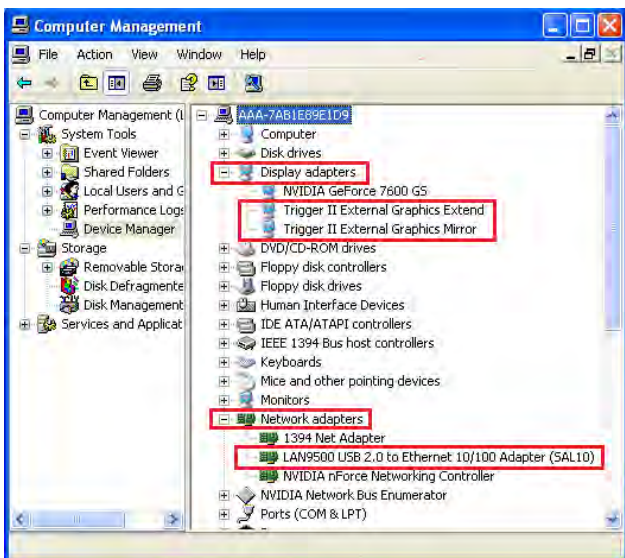 Computer Management
File Action View Window Help
Computer Management (L
System Tools
Event Viewer
Shared Folders
Local Users and G
Performance Logs
Device Manager
Storage
Removable Storag
Disk Defragmente
Disk Management
Services and Applicat
AAA-7AB1E89E1D9
Computer
Disk drives
Display adapters
NVIDIA GeForce 7600 GS
Trigger II External Graphics Extend
Trigger II External Graphics Mirror
DVD/CD-ROM drives
Floppy disk controllers
Floppy disk drives
Human Interface Devices
IDE ATA/ATAPI controllers
IEEE 1394 Bus host controllers
Keyboards
Mice and other pointing devices
Monitors
Network adapters
1394 Net Adapter
LAN9500 USB 2.0 to Ethernet 10/100 Adapter (SAL10)
NVIDIA nForce Networking Controller
NVIDIA Network Bus Enumerator
Ports (COM & LPT)